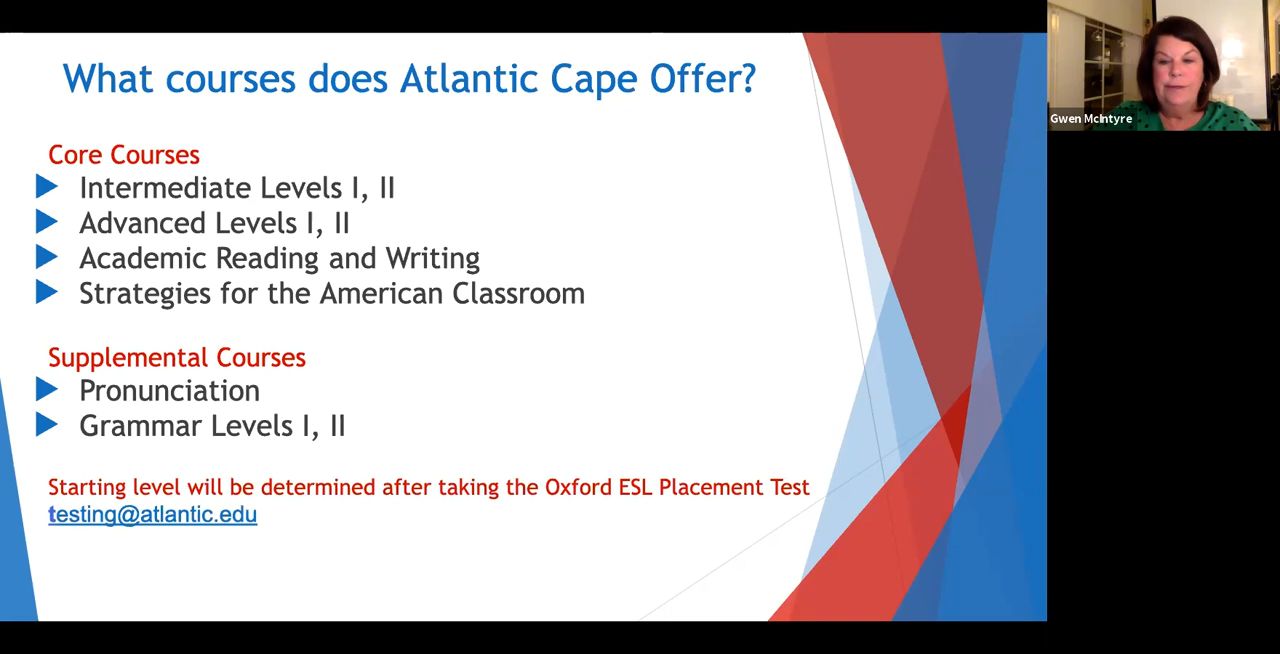 What courses does Atlantic Cape Offer?
Core Courses
Intermediate Levels I, II
Advanced Levels I, II
Academic Reading and Writing
Strategies for the American Classroom
Supplemental Courses
Pronunciation
Grammar Levels I, II
Starting level will be determined after taking the Oxford ESL Placement Test
testing@atlantic.edu
Gwen McIntyre